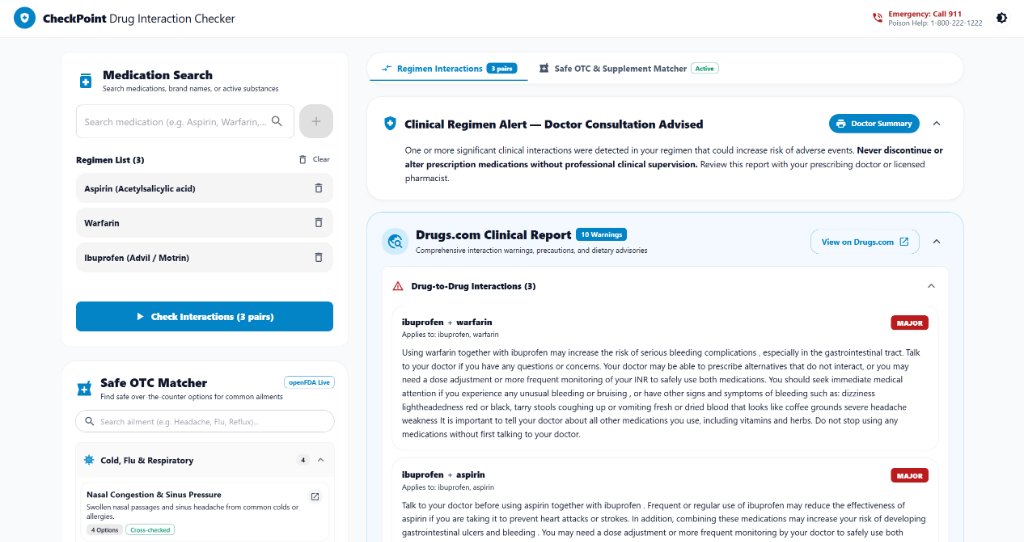 CheckPoint Drug Interaction Checker
Emergency: Call 911
Poison Help: 1-800-222-1222
Medication Search
Search medications, brand names, or active substances
Search medication (e.g. Aspirin, Warfarin,...
Regimen List (3)
Clear
Aspirin (Acetylsalicylic acid)
Warfarin
Ibuprofen (Advil / Motrin)
Check Interactions (3 pairs)
Safe OTC Matcher
openFDA Live
Find safe over-the-counter options for common ailments
Search ailment (e.g. Headache, Flu, Reflux)...
Cold, Flu & Respiratory
4
Nasal Congestion & Sinus Pressure
Swollen nasal passages and sinus headache from common colds or
allergies.
4 Options
Cross-checked
Regimen Interactions
3 pairs
Safe OTC & Supplement Matcher
Active
Clinical Regimen Alert — Doctor Consultation Advised
Doctor Summary
One or more significant clinical interactions were detected in your regimen that could increase risk of adverse events. Never discontinue or
alter prescription medications without professional clinical supervision. Review this report with your prescribing doctor or licensed
pharmacist.
Drugs.com Clinical Report
10 Warnings
Comprehensive interaction warnings, precautions, and dietary advisories
View on Drugs.com
Drug-to-Drug Interactions (3)
ibuprofen + warfarin
MAJOR
Applies to: ibuprofen, warfarin
Using warfarin together with ibuprofen may increase the risk of serious bleeding complications , especially in the gastrointestinal tract. Talk
to your doctor if you have any questions or concerns. Your doctor may be able to prescribe alternatives that do not interact, or you may
need a dose adjustment or more frequent monitoring of your INR to safely use both medications. You should seek immediate medical
attention if you experience any unusual bleeding or bruising , or have other signs and symptoms of bleeding such as: dizziness
lightheadedness red or black, tarry stools coughing up or vomiting fresh or dried blood that looks like coffee grounds severe headache
weakness It is important to tell your doctor about all other medications you use, including vitamins and herbs. Do not stop using any
medications without first talking to your doctor.
ibuprofen + aspirin
MAJOR
Applies to: ibuprofen, aspirin
Talk to your doctor before using aspirin together with ibuprofen . Frequent or regular use of ibuprofen may reduce the effectiveness of
aspirin if you are taking it to prevent heart attacks or strokes. In addition, combining these medications may increase your risk of developing
gastrointestinal ulcers and bleeding . You may need a dose adjustment or more frequent monitoring by your doctor to safely use both